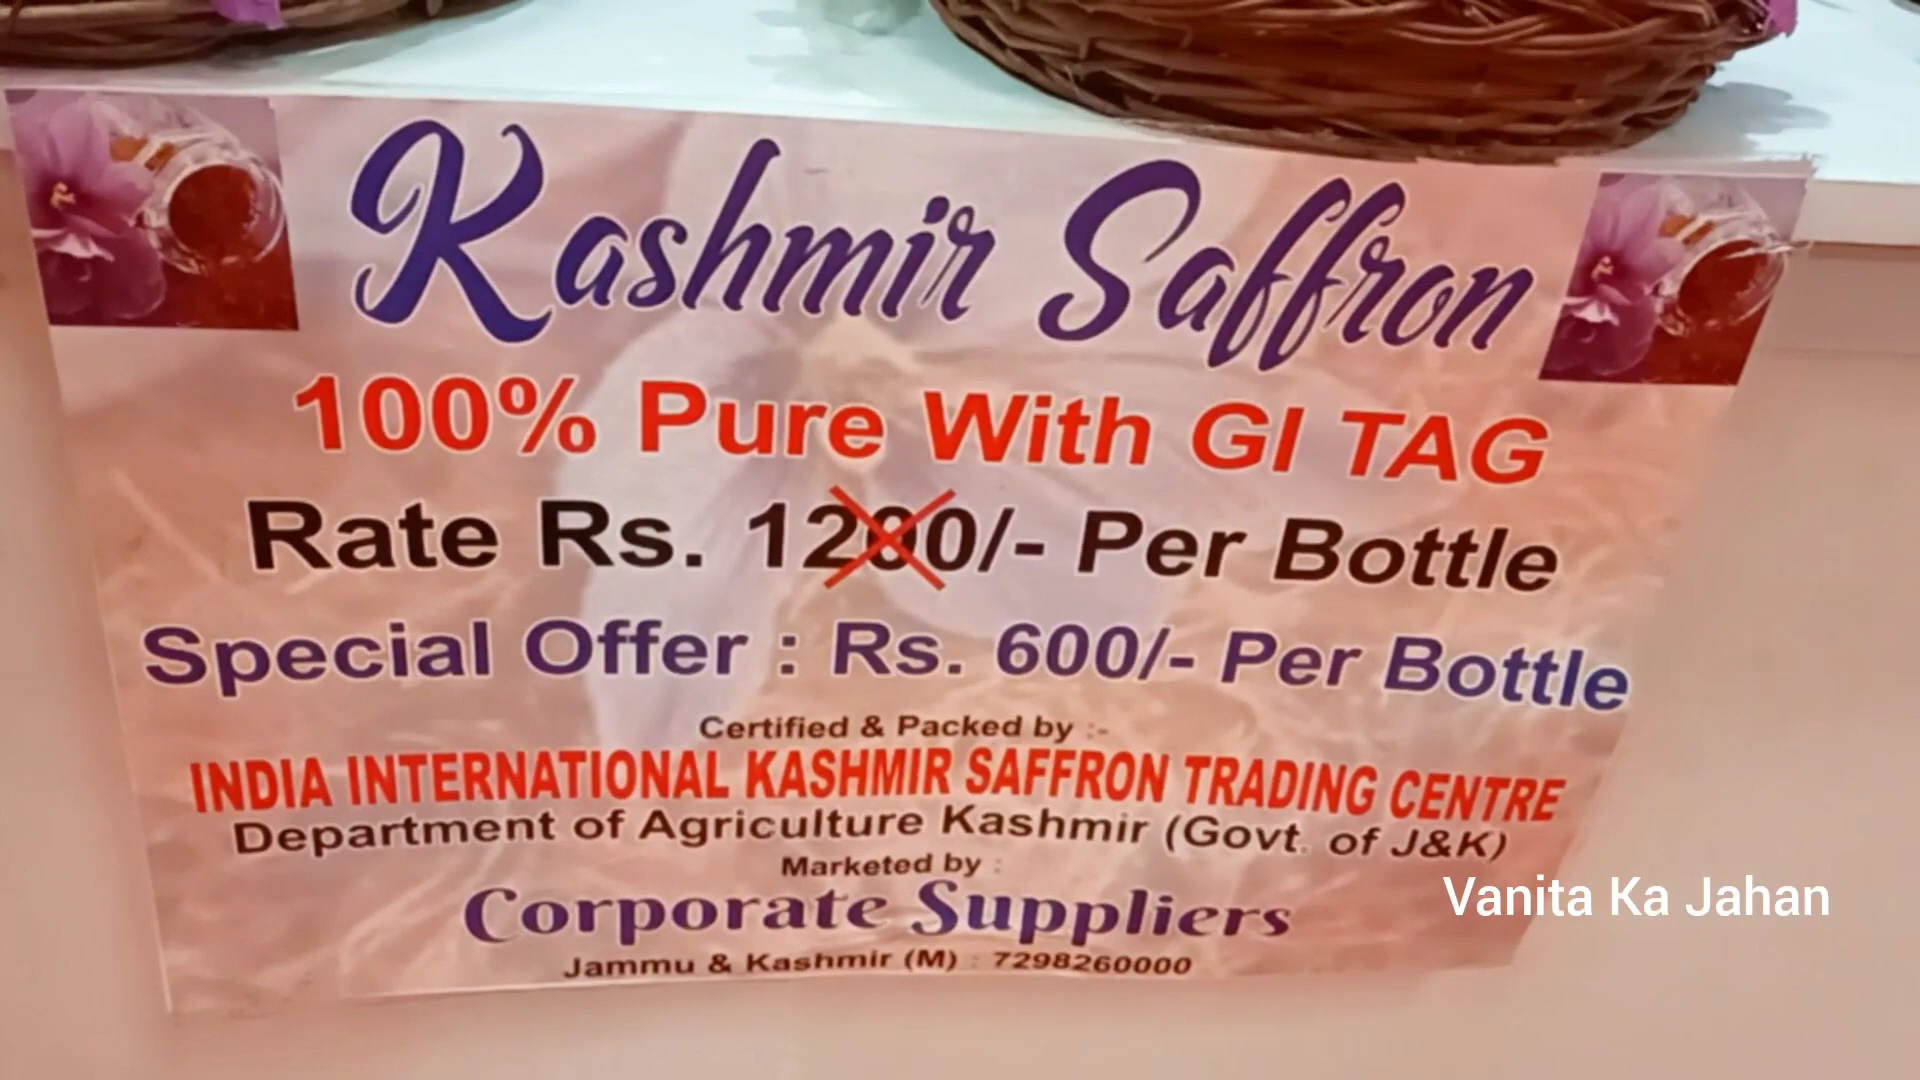 Kashmir Saffron
100% Pure With GI TAG
Rate Rs. 1200/- Per Bottle
Special Offer : Rs. 600/- Per Bottle
Certified & Packed by :-
INDIA INTERNATIONAL KASHMIR SAFFRON TRADING CENTRE
Department of Agriculture Kashmir (Govt. of J&K)
Marketed by :
Corporate Suppliers
Jammu & Kashmir (M) : 7298260000
Vanita Ka Jahan